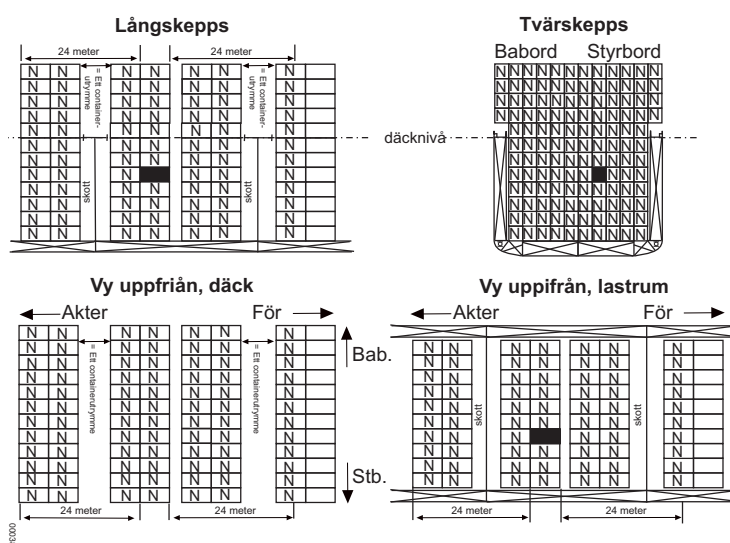 Långskepps
24 meter
24 meter
N N N N N N N
N N N N N N N
N N N N N N N
N N N N N N N
N N N N N N N
N N N N N N N
N N N N N N N
N N N N N N
N N N N N N N
N N N N N N N
N N N N N N N
N N N N N N N
= Ett container-
utrymme
= Ett container-
utrymme
skott
skott
Tvärskepps
Babord Styrbord
N N N N N N N N N N N N
N N N N N N N N N N N N
N N N N N N N N N N N N
N N N N N N N N N N N N
N N N N N N N N N N
däcknivå
N N N N N N N N N N
N N N N N N N N N N
N N N N N N N N N
N N N N N N N N N N
N N N N N N N N N N
N N N N N N N N N N
N N N N N N N N N N
Vy uppfriån, däck
Akter För
N N N N N N N
N N N N N N N
N N N N N N N
N N N N N N N
N N N N N N N
N N N N N N N
N N N N N N N
N N N N N N N
N N N N N N N
N N N N N N N
N N N N N N N
N N N N N N N
= Ett containerutrymme
= Ett containerutrymme
Bab.
Stb.
24 meter
24 meter
Vy uppifrån, lastrum
Akter För
N N N N N N N
N N N N N N N
N N N N N N N
N N N N N N N
N N N N N N N
N N N N N N N
N N N N N N
N N N N N N N
N N N N N N N
N N N N N N N
skott
skott
24 meter
24 meter